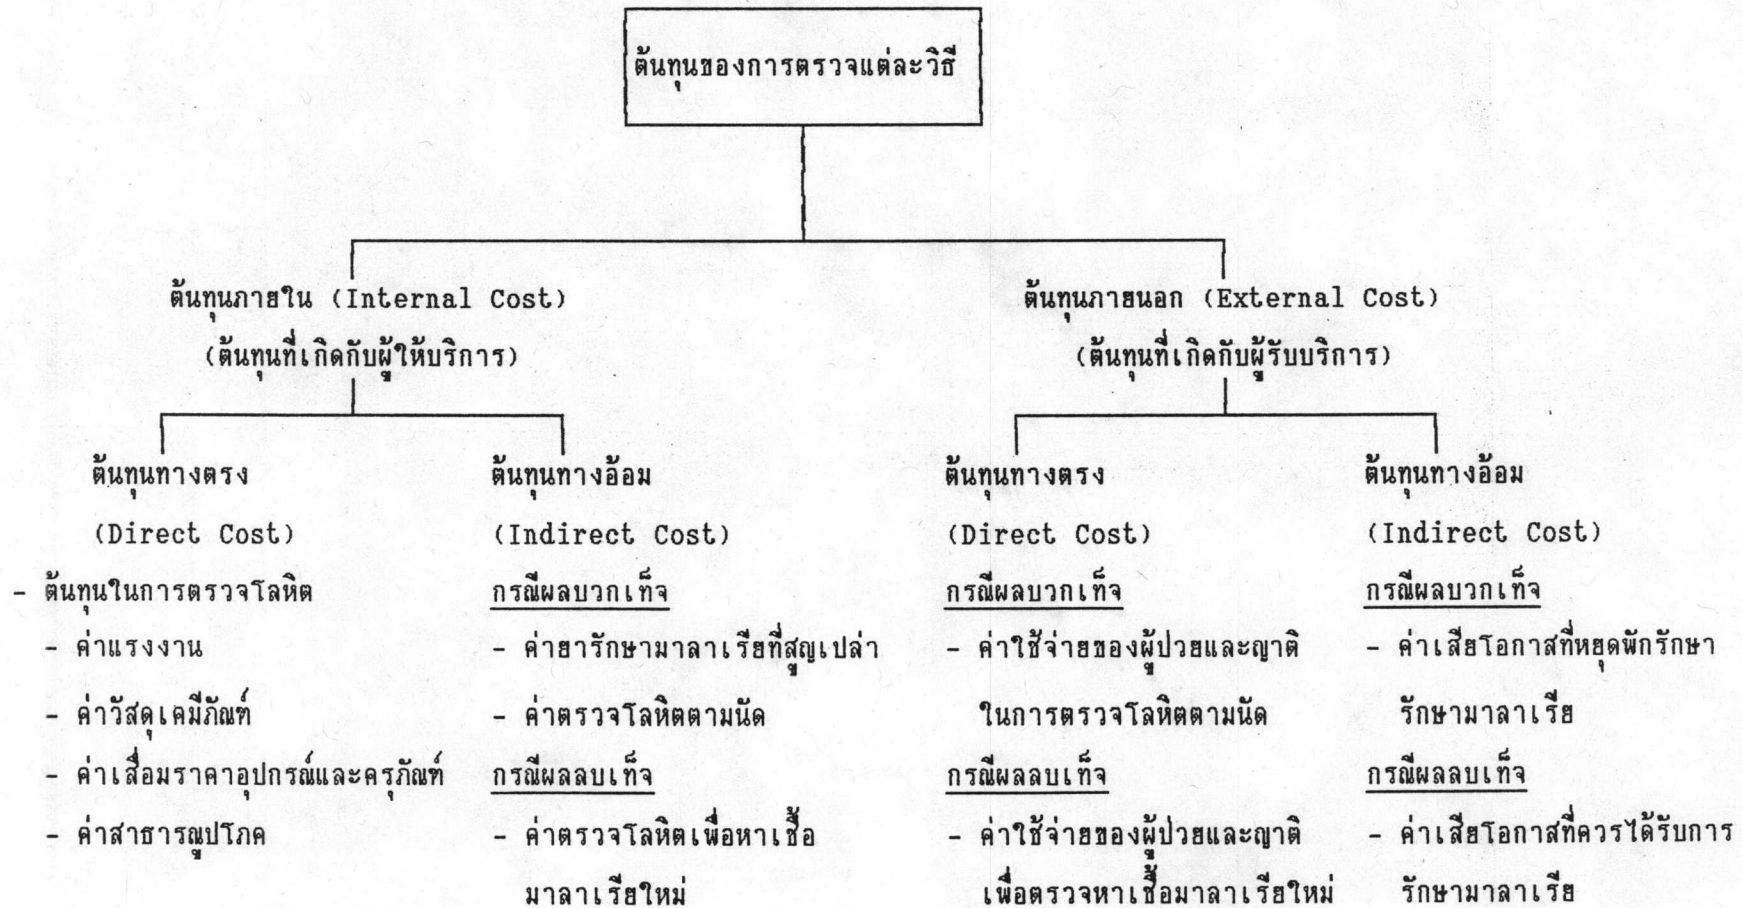 ต้นทุนของการตรวจแต่ละวิธี
ต้นทุนภายใน (Internal Cost)
(ต้นทุนที่เกิดกับผู้ให้บริการ)
ต้นทุนภายนอก (External Cost)
(ต้นทุนที่เกิดกับผู้รับบริการ)
ต้นทุนทางตรง
(Direct Cost)
- ต้นทุนในการตรวจโลหิต
- ค่าแรงงาน
- ค่าวัสดุเคมีภัณฑ์
- ค่าเสื่อมราคาอุปกรณ์และครุภัณฑ์
- ค่าสาธารณูปโภค
ต้นทุนทางอ้อม
(Indirect Cost)
กรณีผลบวกเท็จ
- ค่ายารักษามาลาเรียที่สูญเปล่า
- ค่าตรวจโลหิตตามนัด
กรณีผลลบเท็จ
- ค่าตรวจโลหิตเพื่อหาเชื้อ
มาลาเรียใหม่
ต้นทุนทางตรง
(Direct Cost)
กรณีผลบวกเท็จ
- ค่าใช้จ่ายของผู้ป่วยและญาติ
ในการตรวจโลหิตตามนัด
กรณีผลลบเท็จ
- ค่าใช้จ่ายของผู้ป่วยและญาติ
เพื่อตรวจหาเชื้อมาลาเรียใหม่
ต้นทุนทางอ้อม
(Indirect Cost)
กรณีผลบวกเท็จ
- ค่าเสียโอกาสที่หยุดพักรักษา
รักษามาลาเรีย
กรณีผลลบเท็จ
- ค่าเสียโอกาสที่ควรได้รับการ
รักษามาลาเรีย